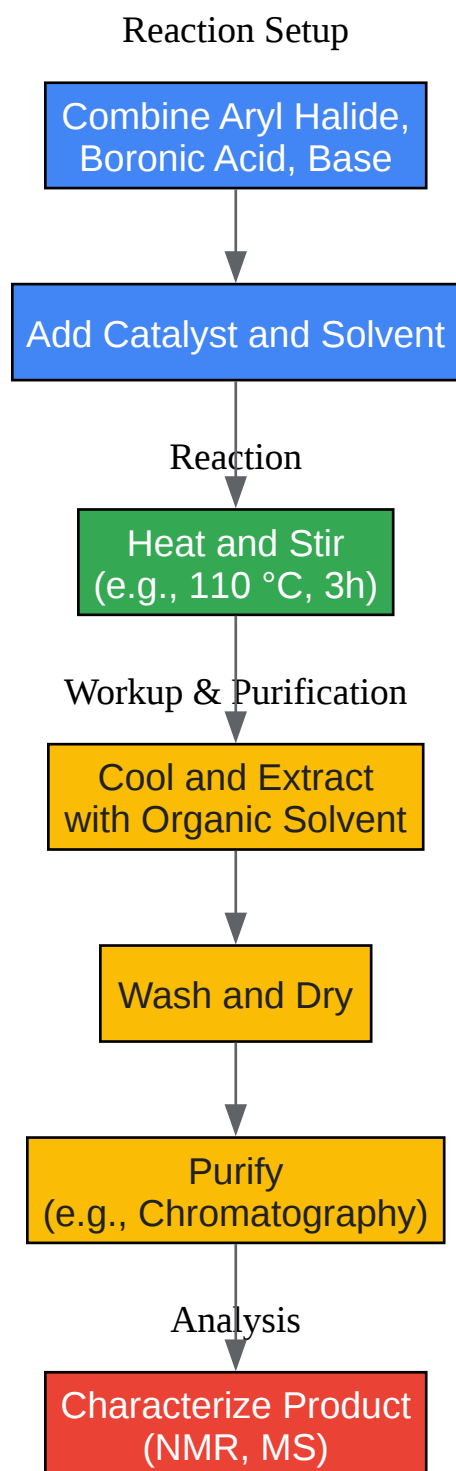 Reaction Setup
Combine Aryl Halide,
Boronic Acid, Base
Add Catalyst and Solvent
Reaction
Heat and Stir
(e.g., 110 °C, 3h)
Workup & Purification
Cool and Extract
with Organic Solvent
Wash and Dry
Purify
(e.g., Chromatography)
Analysis
Characterize Product
(NMR, MS)